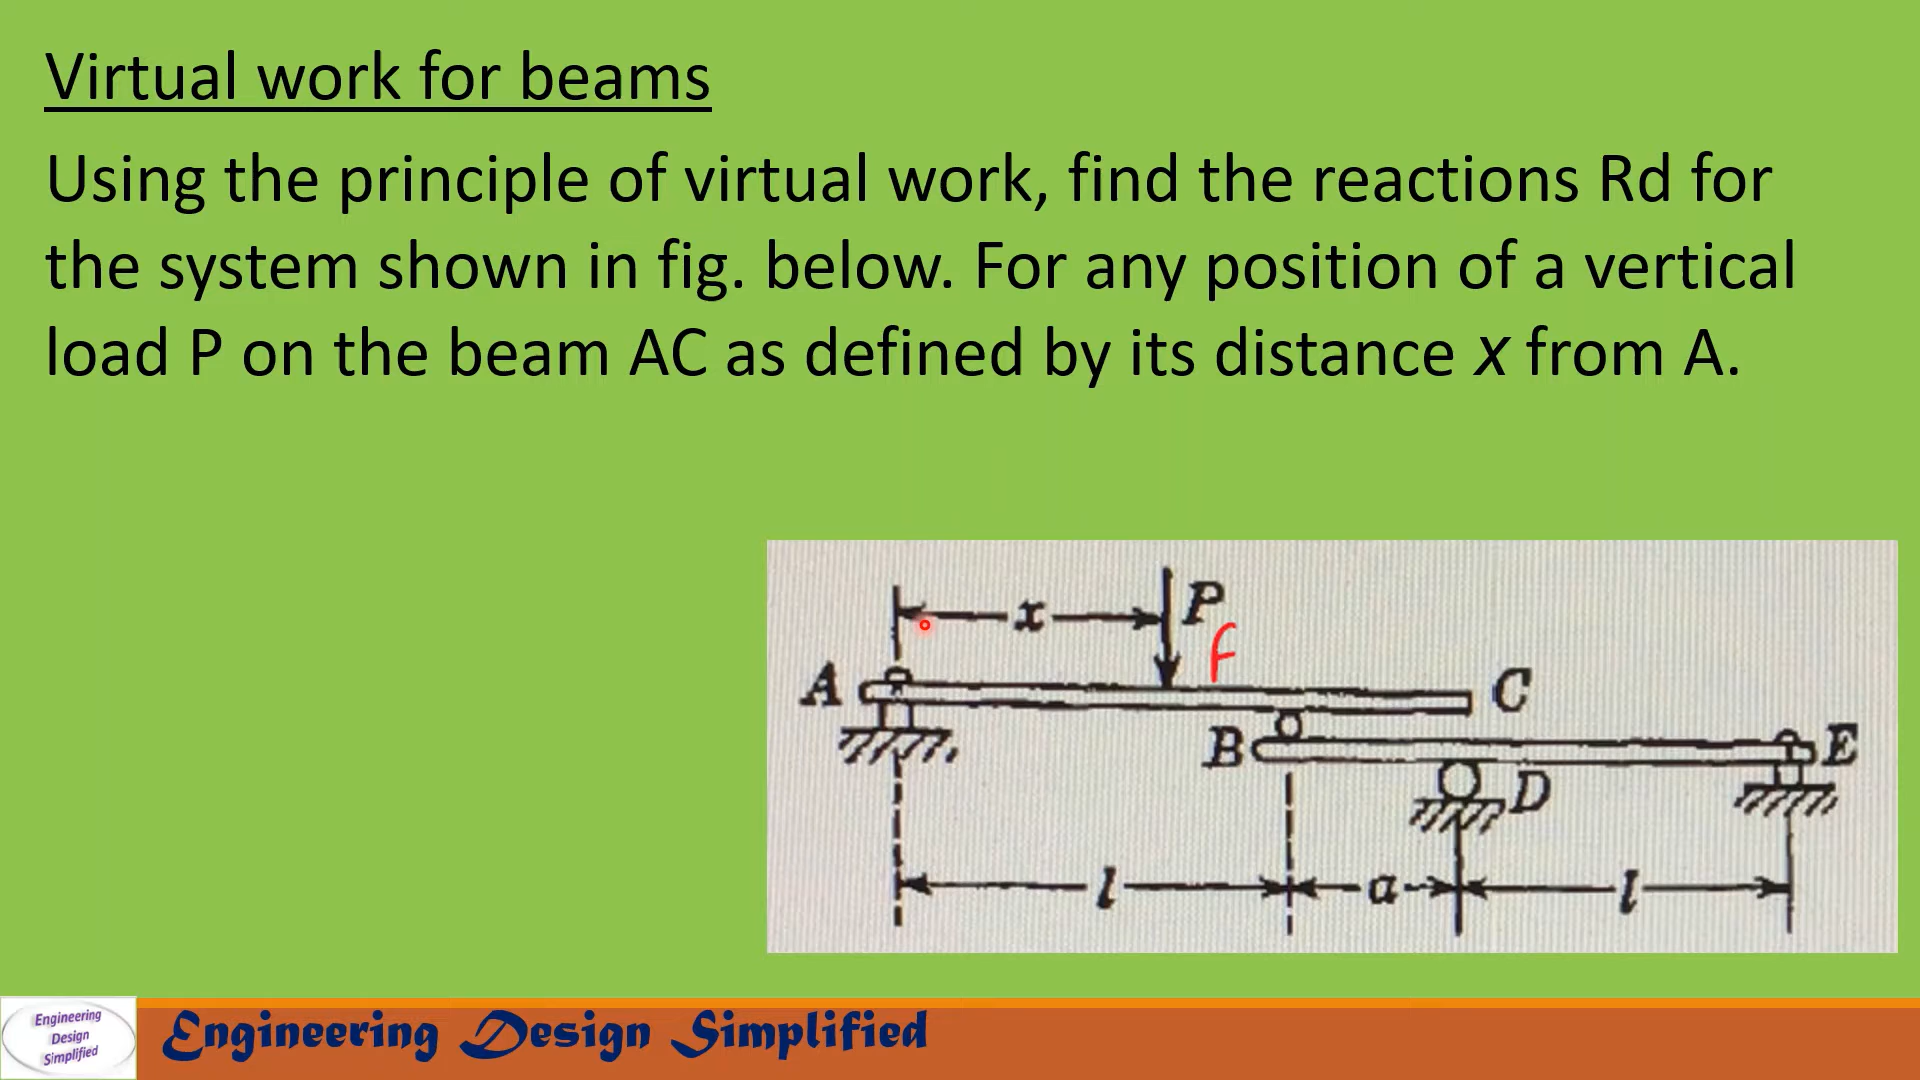 Virtual work for beams
Using the principle of virtual work, find the reactions Rd for
the system shown in fig. below. For any position of a vertical
load P on the beam AC as defined by its distance x from A.
x
P
F
A
C
B
E
D
l
a
l
Engineering
Design
Simplified
Engineering Design Simplified